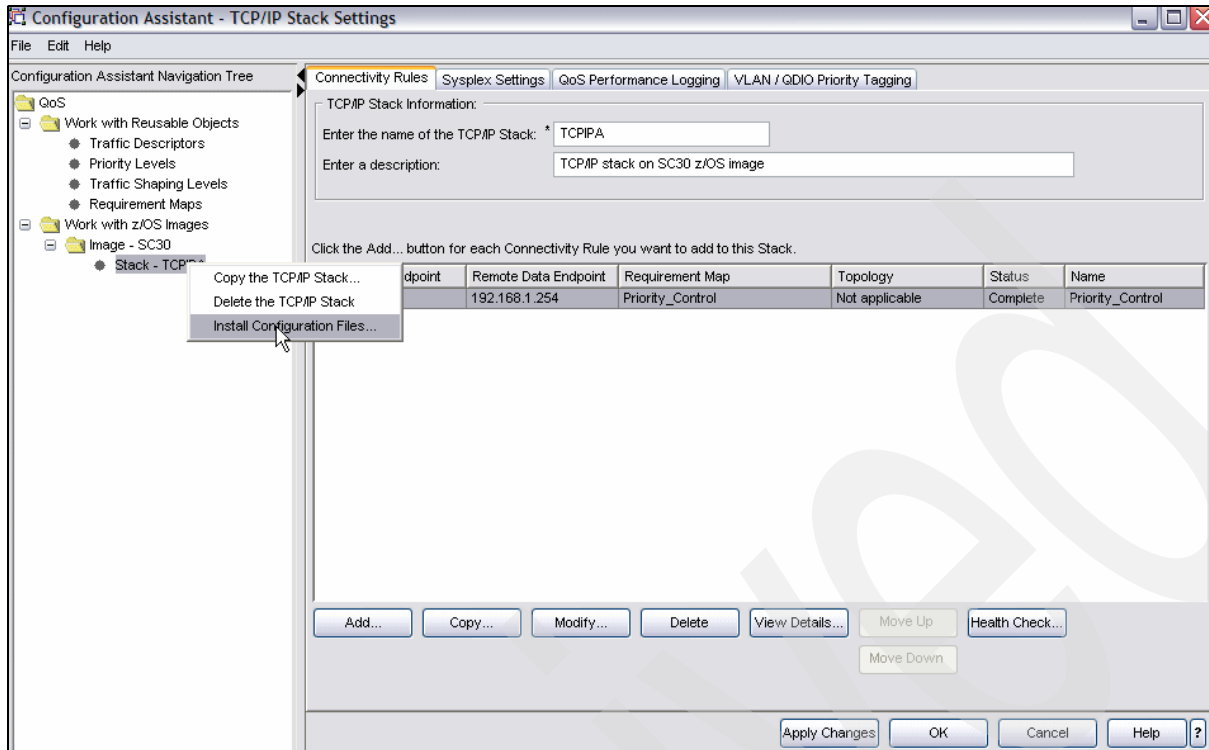 Configuration Assistant - TCP/IP Stack Settings
File Edit Help
Configuration Assistant Navigation Tree
QoS
Work with Reusable Objects
Traffic Descriptors
Priority Levels
Traffic Shaping Levels
Requirement Maps
Work with z/OS Images
Image - SC30
Stack - TCPIPA
Copy the TCP/IP Stack...
Delete the TCP/IP Stack
Install Configuration Files...
Connectivity Rules Sysplex Settings QoS Performance Logging VLAN / QDIO Priority Tagging
TCP/IP Stack Information:
Enter the name of the TCP/IP Stack: * TCPIPA
Enter a description: TCP/IP stack on SC30 z/OS image
Click the Add... button for each Connectivity Rule you want to add to this Stack.
dpoint Remote Data Endpoint Requirement Map Topology Status Name
192.168.1.254 Priority_Control Not applicable Complete Priority_Control
Add... Copy... Modify... Delete View Details... Move Up Health Check...
Move Down
Apply Changes OK Cancel Help ?